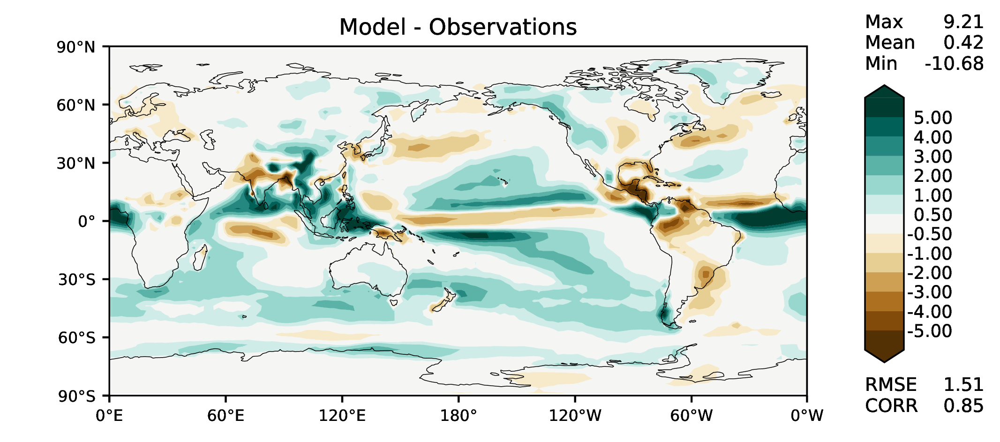 Model - Observations
Max 9.21
Mean 0.42
Min -10.68
90°N
60°N
30°N
0°
30°S
60°S
90°S
0°E 60°E 120°E 180° 120°W 60°W 0°W
5.00
4.00
3.00
2.00
1.00
0.50
-0.50
-1.00
-2.00
-3.00
-4.00
-5.00
RMSE 1.51
CORR 0.85